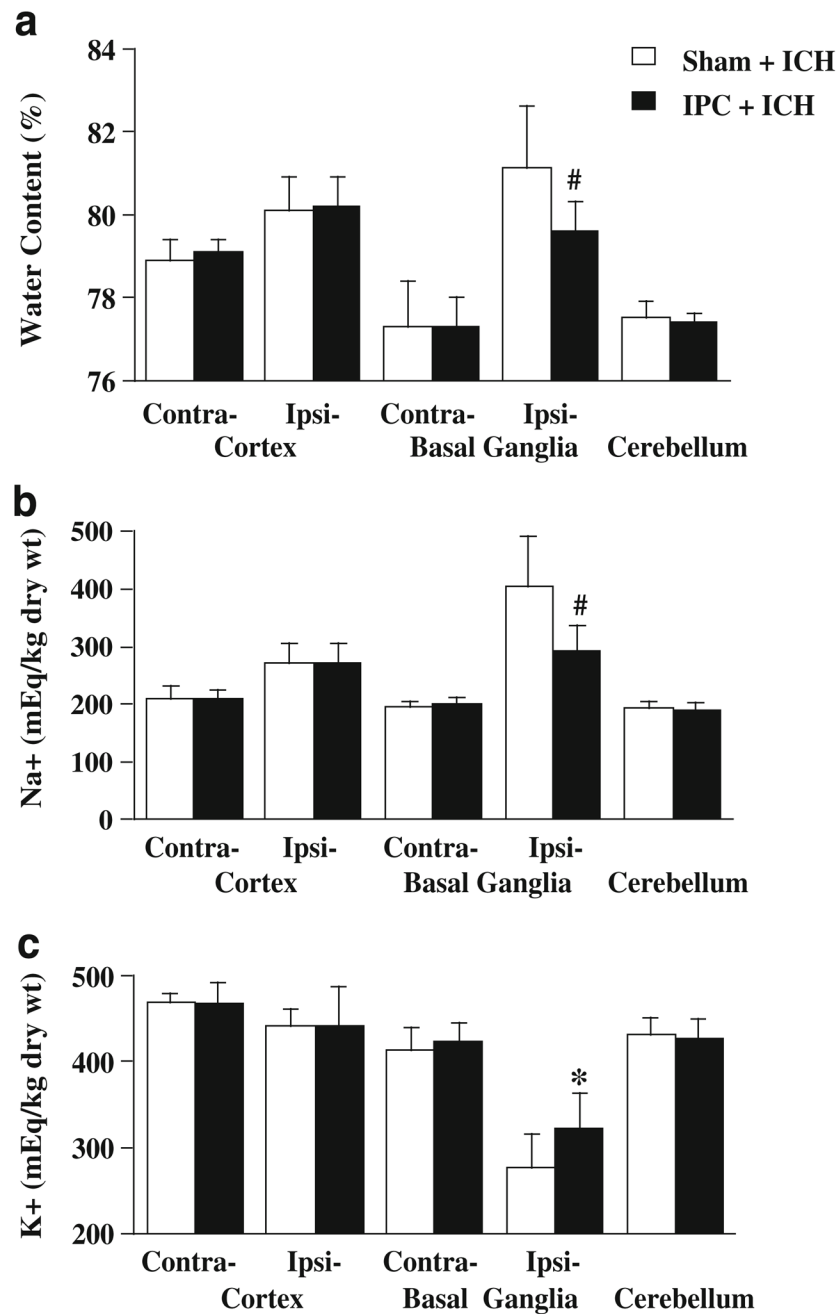 a
Water Content (%)
84
82
80
78
76
Sham + ICH
IPC + ICH
#
Contra- Ipsi- Contra- Ipsi-
Cortex Basal Ganglia Cerebellum
b
Na+ (mEq/kg dry wt)
500
400
300
200
100
0
#
Contra- Ipsi- Contra- Ipsi-
Cortex Basal Ganglia Cerebellum
c
K+ (mEq/kg dry wt)
500
400
300
200
*
Contra- Ipsi- Contra- Ipsi-
Cortex Basal Ganglia Cerebellum